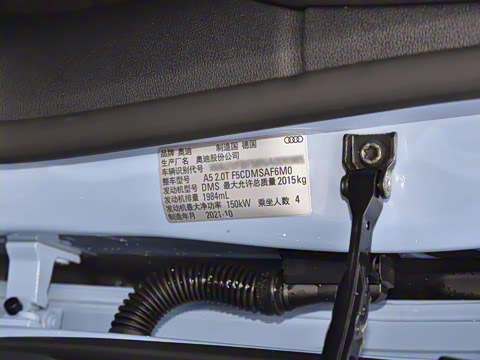 品牌 奥迪 制造国 德国
生产厂名 奥迪股份公司
车辆识别代号
整车型号 A5 2.0T F5CDMSAF6M0
发动机型号 DMS 最大允许总质量 2015kg
发动机排量 1984mL
发动机最大净功率 150kW 乘坐人数 4
制造年月 2021-10